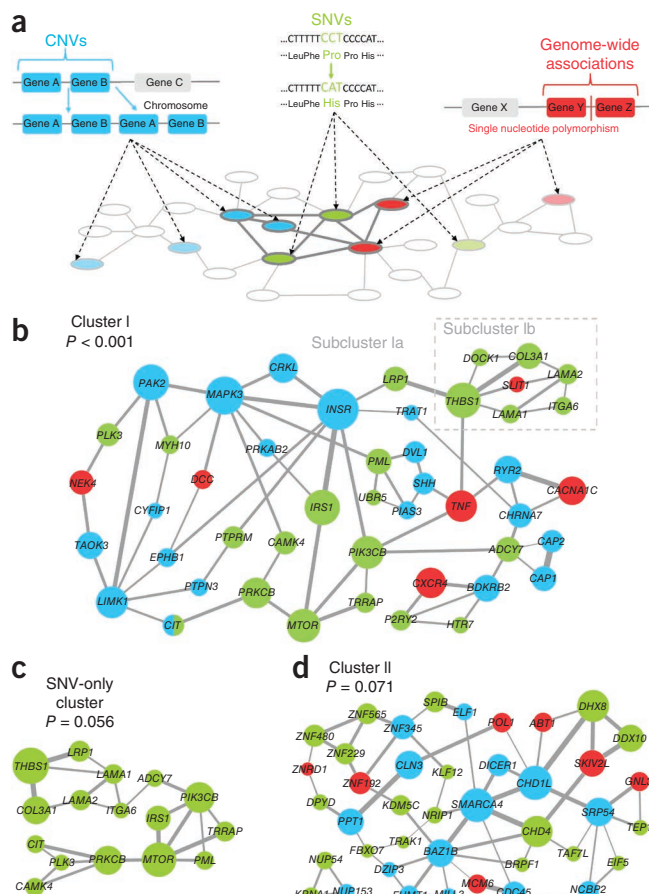 a
CNVs
SNVs
...CTTTTTCCTCCCCAT...
...LeuPhe Pro Pro His ...
...CTTTTTCATCCCCAT...
...LeuPhe His Pro His ...
Genome-wide
associations
Gene A
Gene B
Gene C
Chromosome
Gene A
Gene B
Gene A
Gene B
Gene X
Gene Y
Gene Z
Single nucleotide polymorphism
b
Cluster I
P < 0.001
Subcluster Ia
Subcluster Ib
PAK2
MAPK3
CRKL
INSR
LRP1
TRAT1
DOCK1
COL3A1
SLIT1
LAMA2
THBS1
LAMA1
ITGA6
PLK3
MYH10
PRKAB2
DCC
NEK4
CYFIP1
TAOK3
EPHB1
PTPRM
CAMK4
IRS1
PML
DVL1
SHH
UBR5
PIAS3
TNF
RYR2
CACNA1C
CHRNA7
LIMK1
PTPN3
PRKCB
CIT
MTOR
PIK3CB
TRRAP
ADCY7
CAP2
CAP1
CXCR4
BDKRB2
P2RY2
HTR7
c
SNV-only
cluster
P = 0.056
THBS1
LRP1
LAMA1
COL3A1
LAMA2
ITGA6
ADCY7
PIK3CB
IRS1
TRRAP
CIT
PLK3
PRKCB
MTOR
PML
CAMK4
d
Cluster II
P = 0.071
ZNF565
SPIB
ELF1
ZNF480
ZNF345
ZNF229
POL1
ABT1
DHX8
DDX10
ZNRD1
ZNF192
CLN3
KLF12
DICER1
CHD1L
SKIV2L
GNL3
DPYD
KDM5C
SMARCA4
PPT1
NRIP1
SRP54
TRAK1
CHD4
FBXO7
BAZ1B
TAF7L
NUP54
DZIP3
BRPF1
EIF5
NUP153
MCM6
CDC45
NCBP2